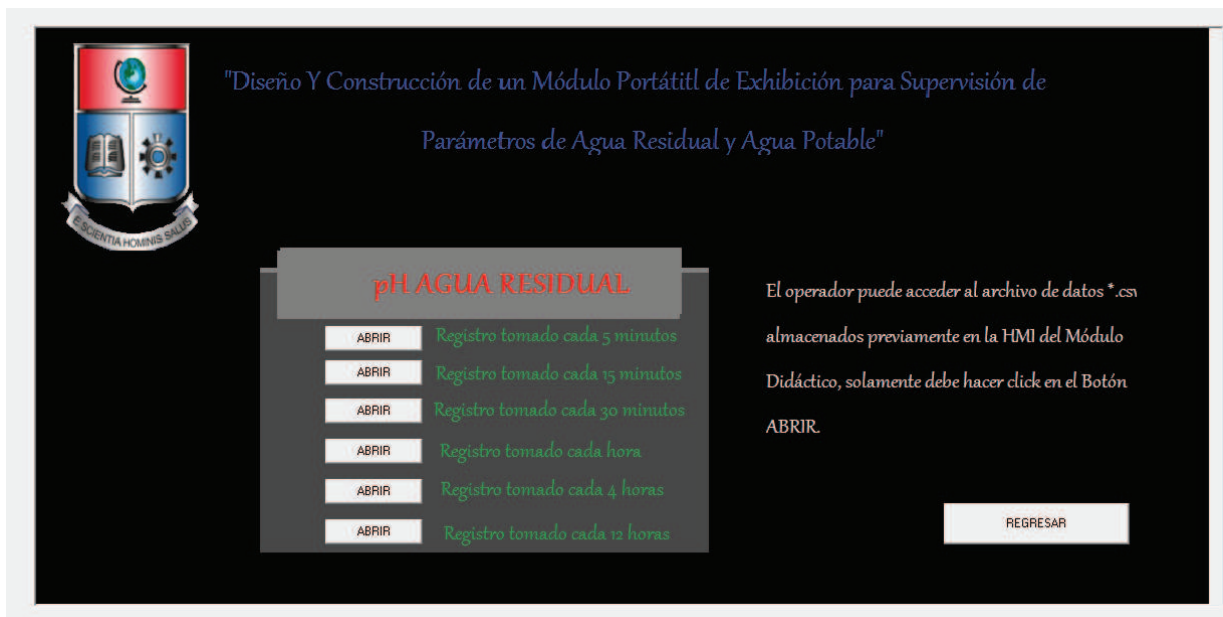 "Diseño Y Construcción de un Módulo Portátitl de Exhibición para Supervisión de
Parámetros de Agua Residual y Agua Potable"
E SCIENTIA HOMINIS SALUS
pH AGUA RESIDUAL
ABRIR Registro tomado cada 5 minutos
ABRIR Registro tomado cada 15 minutos
ABRIR Registro tomado cada 30 minutos
ABRIR Registro tomado cada hora
ABRIR Registro tomado cada 4 horas
ABRIR Registro tomado cada 12 horas
El operador puede acceder al archivo de datos *.csv
almacenados previamente en la HMI del Módulo
Didáctico, solamente debe hacer click en el Botón
ABRIR.
REGRESAR